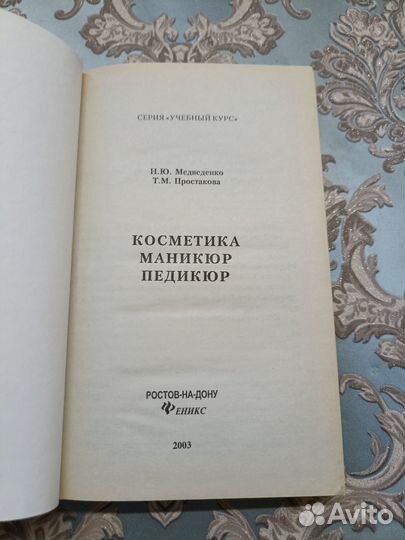 СЕРИЯ «УЧЕБНЫЙ КУРС»
Н.Ю. Медведенко
Т.М. Простакова
КОСМЕТИКА
МАНИКЮР
ПЕДИКЮР
РОСТОВ-НА-ДОНУ
ФЕНИКС
2003
Avito